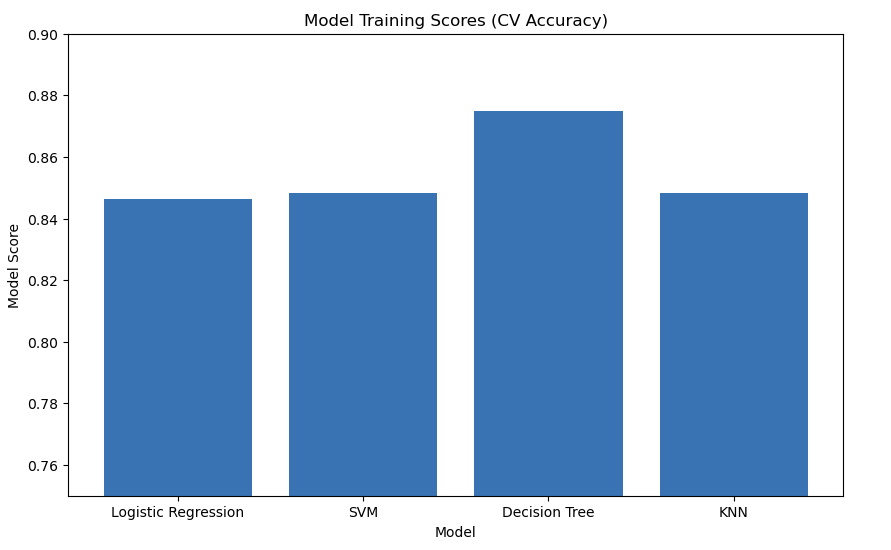 Model Training Scores (CV Accuracy)
0.90
0.88
0.86
0.84
0.82
0.80
0.78
0.76
Model Score
Logistic Regression SVM Decision Tree KNN
Model